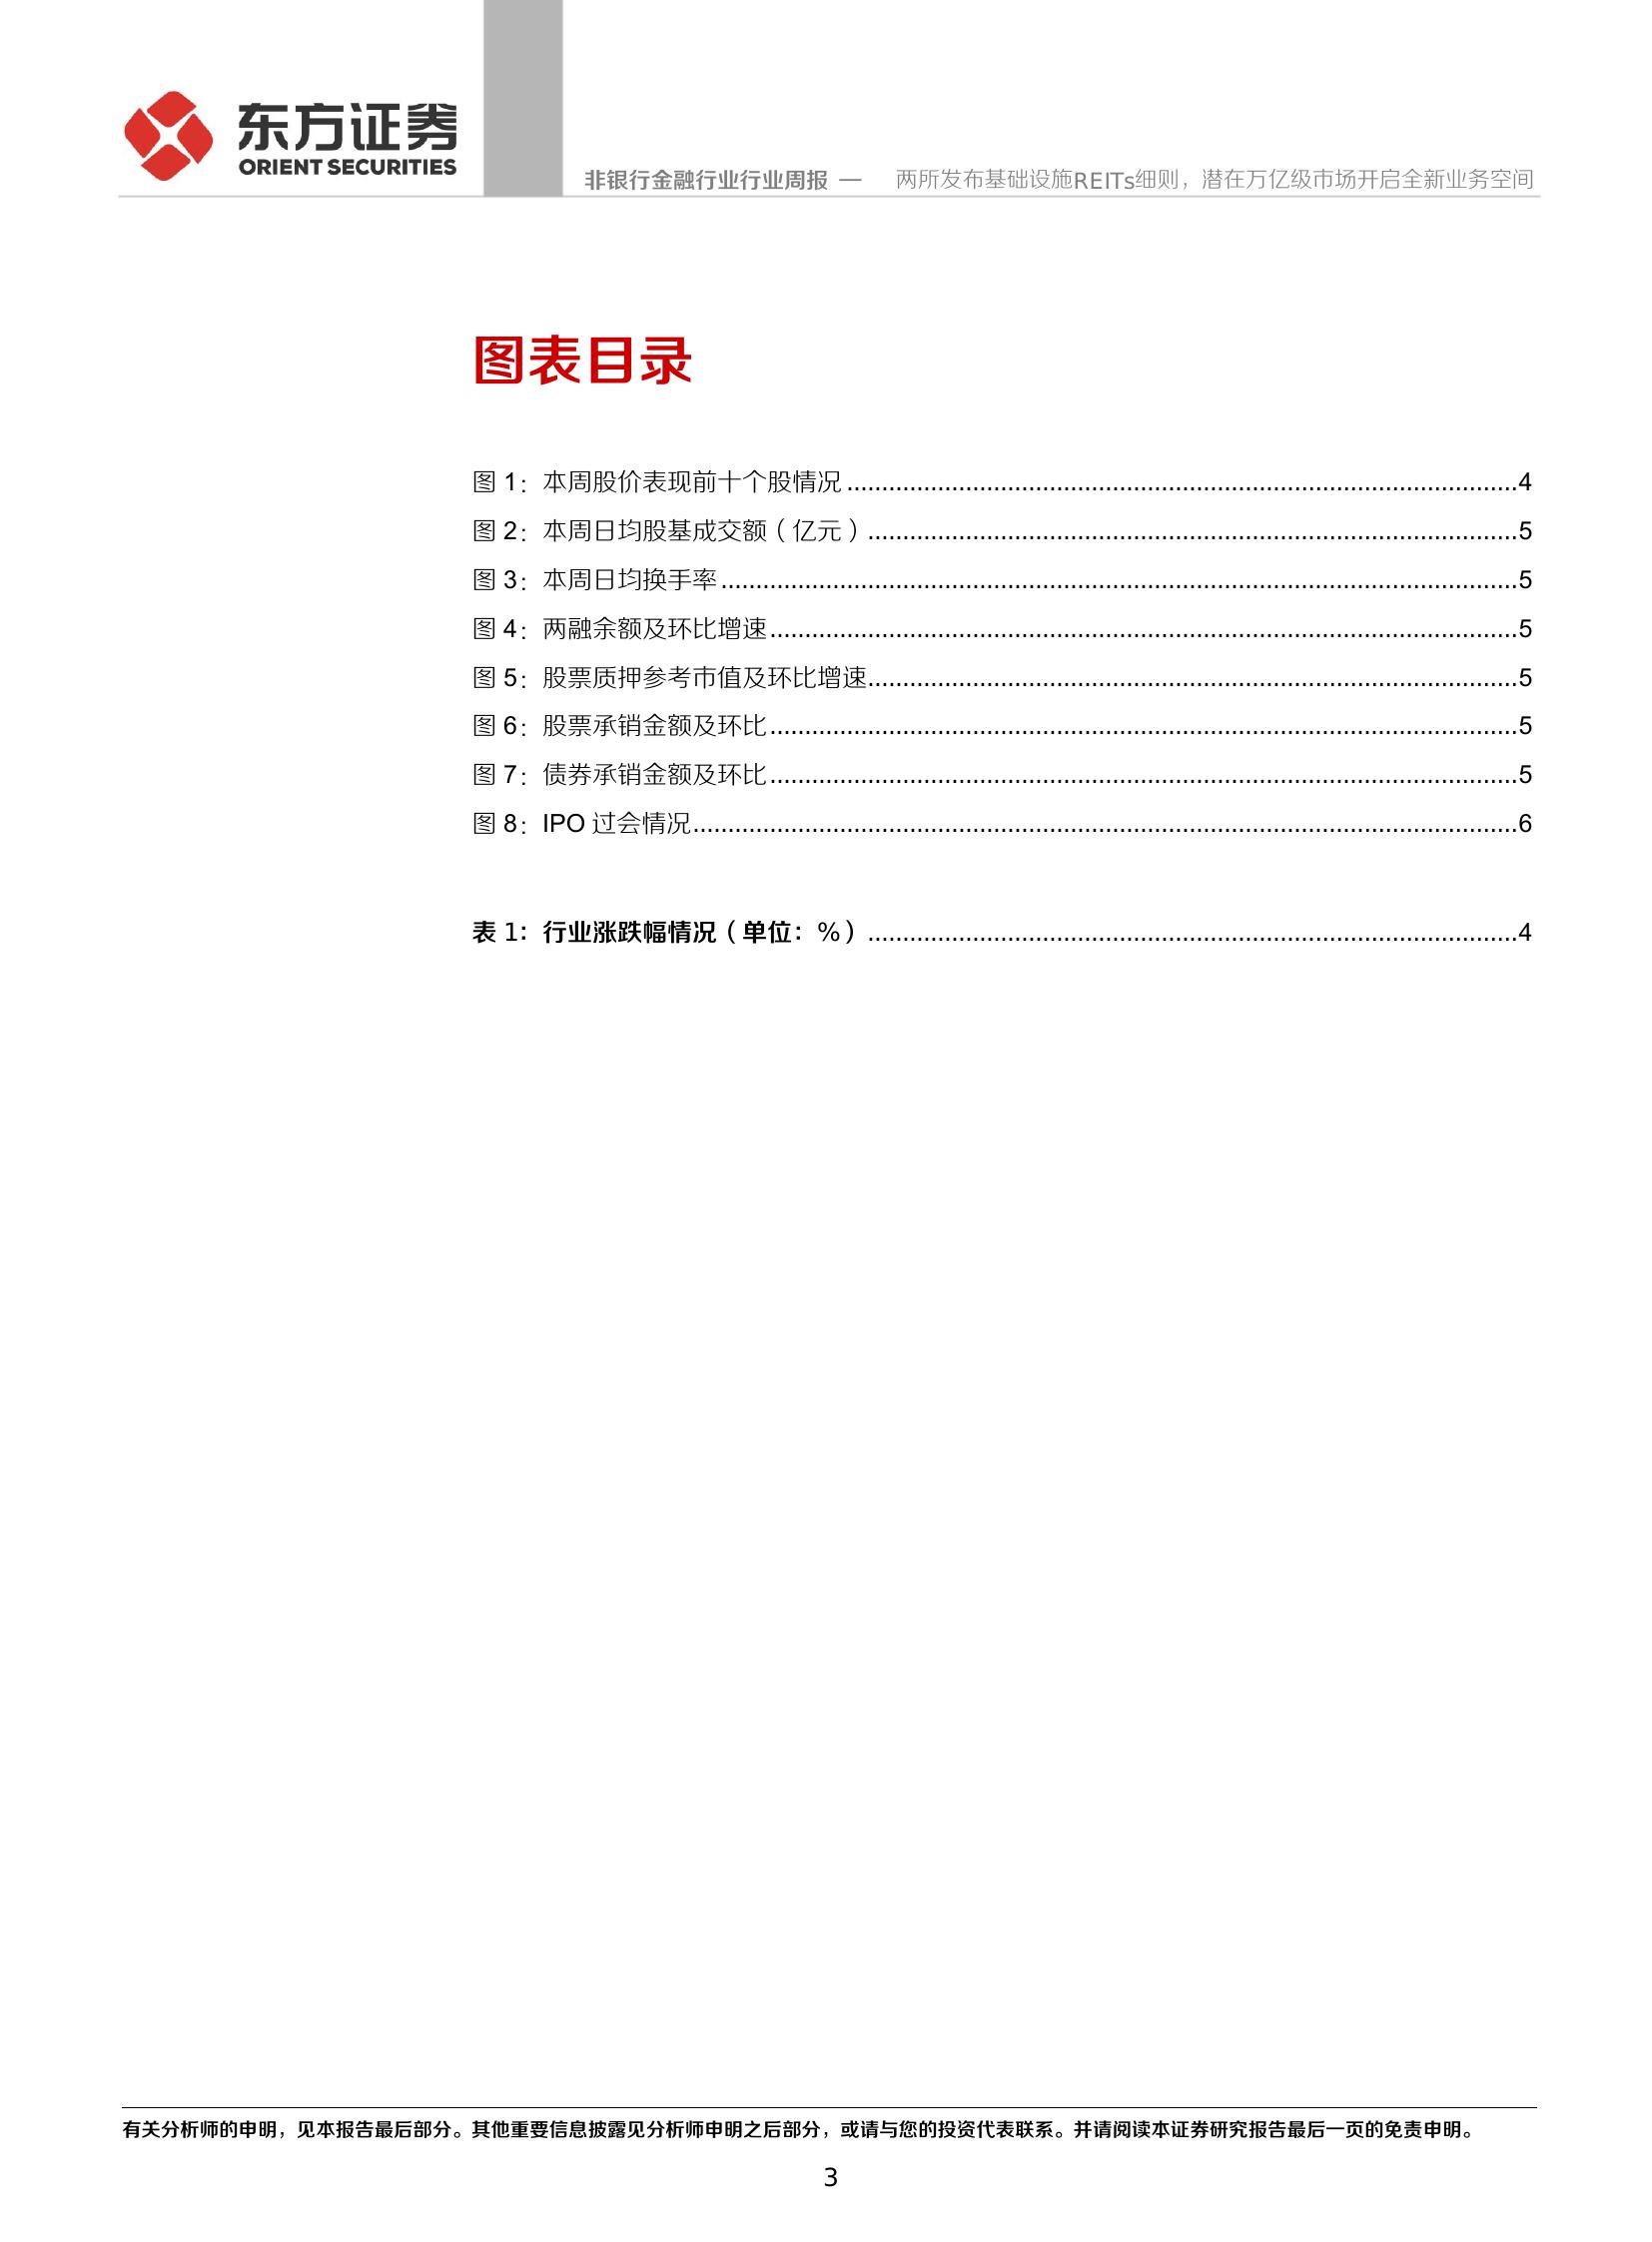 东方证券
ORIENT SECURITIES
非银行金融行业行业周报 —— 两所发布基础设施REITs细则，潜在万亿级市场开启全新业务空间
图表目录
图 1：本周股价表现前十个股情况........................................4
图 2：本周日均股基成交额（亿元）........................................5
图 3：本周日均换手率........................................5
图 4：两融余额及环比增速........................................5
图 5：股票质押参考市值及环比增速........................................5
图 6：股票承销金额及环比........................................5
图 7：债券承销金额及环比........................................5
图 8：IPO 过会情况........................................6
表 1：行业涨跌幅情况（单位：%）........................................4
有关分析师的申明，见本报告最后部分。其他重要信息披露见分析师申明之后部分，或请与您的投资代表联系。并请阅读本证券研究报告最后一页的免责申明。
3